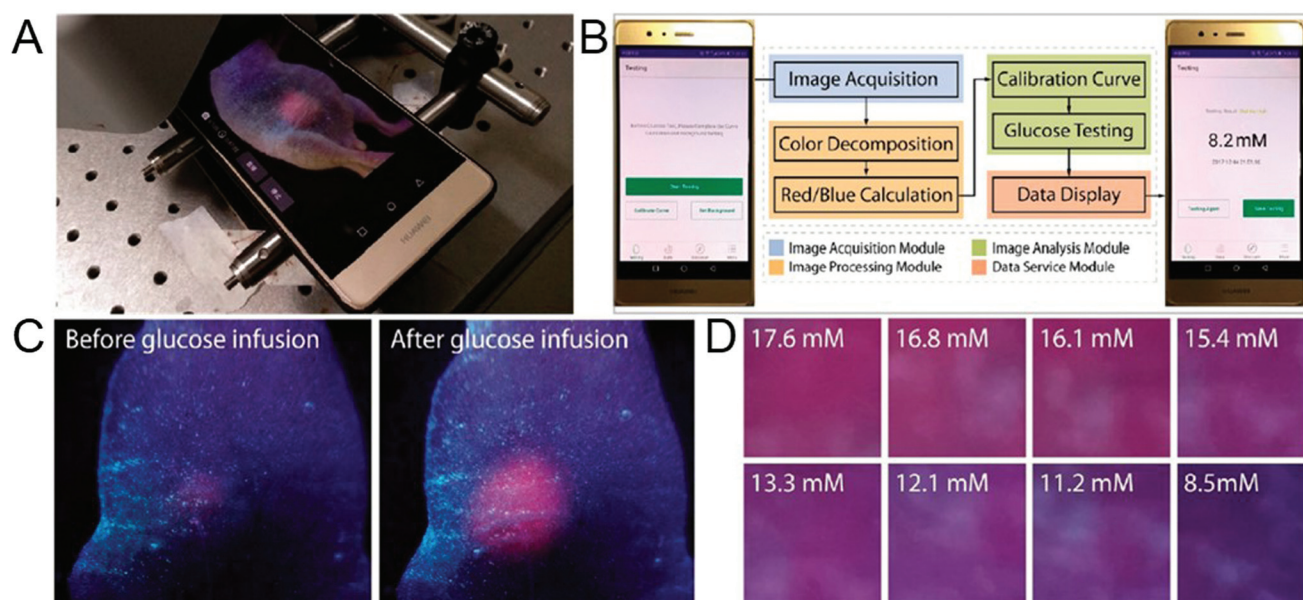 A
HUAWEI
B
Testing
Start Testing
Calibrate Curve
Set Background
HUAWEI
Image Acquisition
Color Decomposition
Red/Blue Calculation
Calibration Curve
Glucose Testing
Data Display
Image Acquisition Module
Image Processing Module
Image Analysis Module
Data Service Module
Testing
8.2mM
Testing Again
Save Testing
C
Before glucose infusion
After glucose infusion
D
17.6 mM
16.8 mM
16.1 mM
15.4 mM
13.3 mM
12.1 mM
11.2 mM
8.5mM